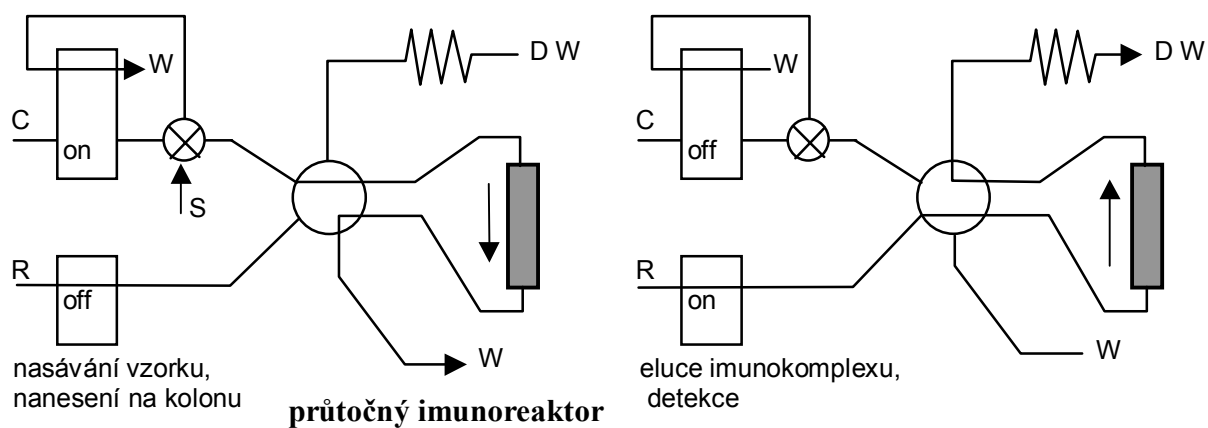 W
D W
C
on
S
R
off
W
nasávání vzorku,
nanesení na kolonu
W
D W
C
off
R
on
W
eluce imunokomplexu,
detekce
průtočný imunoreaktor